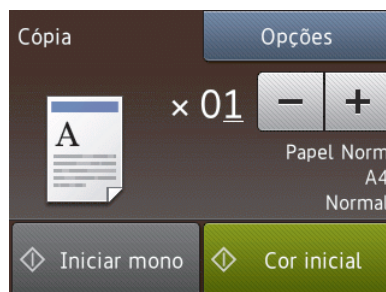 Cópia
Opções
× 01
− +
A
Papel Norm
A4
Normal
Iniciar mono
Cor inicial